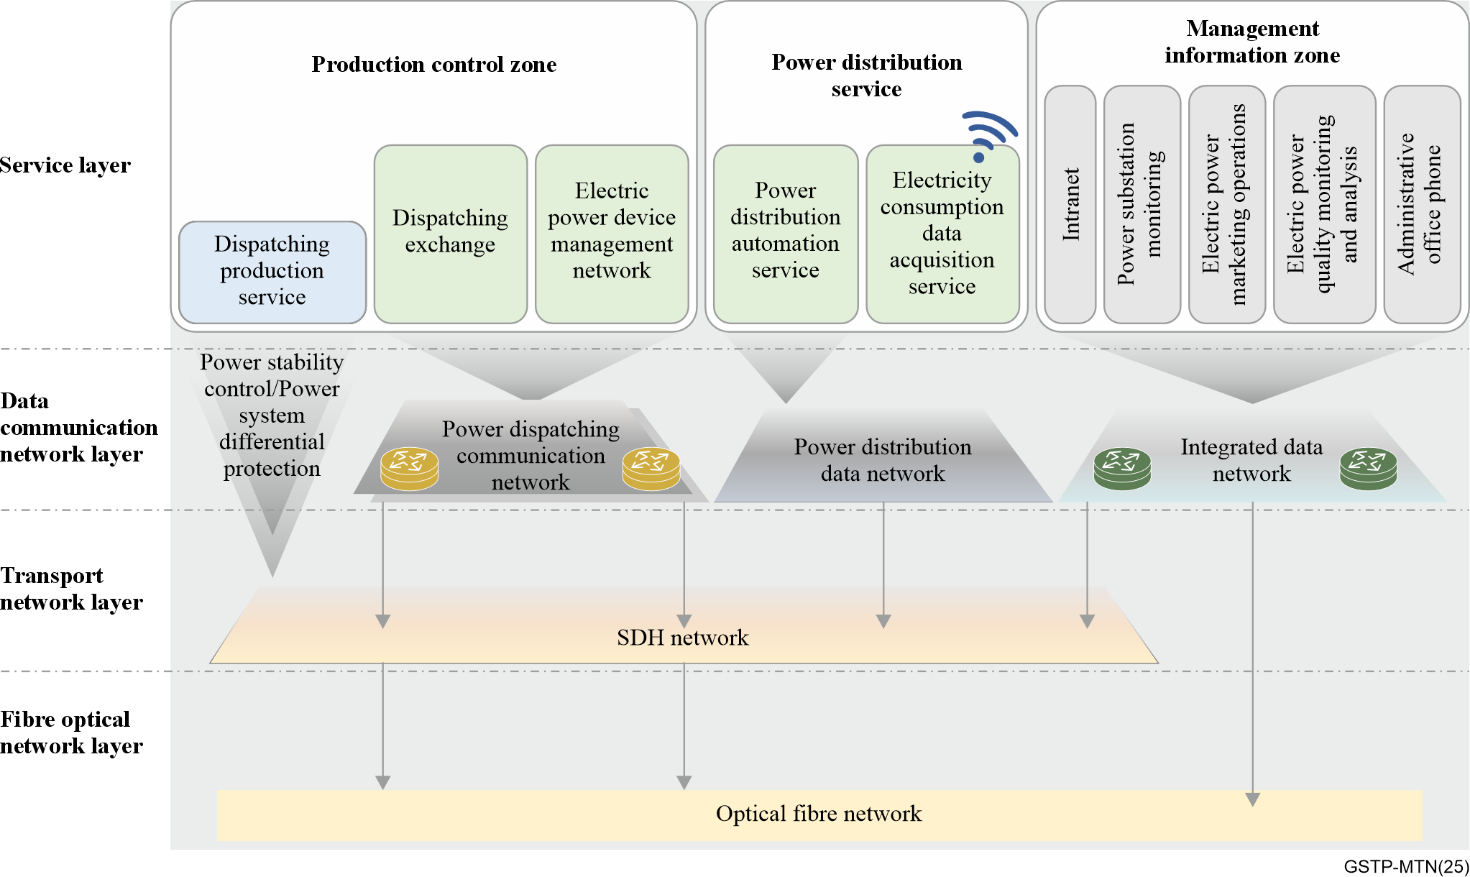 Production control zone
Power distribution
service
Management
information zone
Service layer
Dispatching
production
service
Dispatching
exchange
Electric
power device
management
network
Power
distribution
automation
service
Electricity
consumption
data
acquisition
service
Intranet
Power substation
monitoring
Electric power
marketing operations
Electric power
quality monitoring
and analysis
Administrative
office phone
Data
communication
network layer
Power stability
control/Power
system
differential
protection
Power dispatching
communication
network
Power distribution
data network
Integrated data
network
Transport
network layer
SDH network
Fibre optical
network layer
Optical fibre network
GSTP-MTN(25)